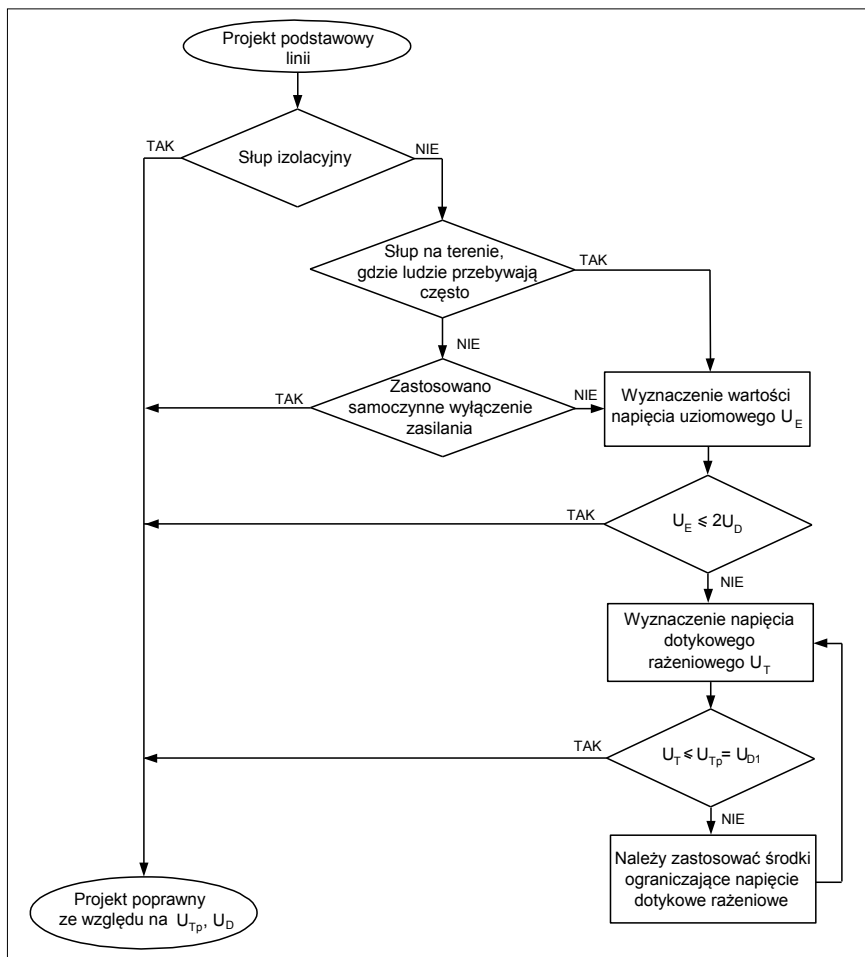 Projekt podstawowy
linii
TAK
Słup izolacyjny
NIE
Słup na terenie,
gdzie ludzie przebywają
często
TAK
NIE
TAK
Zastosowano
samoczynne wyłączenie
zasilania
NIE
Wyznaczenie wartości
napięcia uziomowego U_E
TAK
U_E ⩽ 2U_D
NIE
Wyznaczenie napięcia
dotykowego
rażeniowego U_T
TAK
U_T ⩽ U_Tp = U_D1
NIE
Należy zastosować środki
ograniczające napięcie
dotykowe rażeniowe
Projekt poprawny
ze względu na U_Tp, U_D